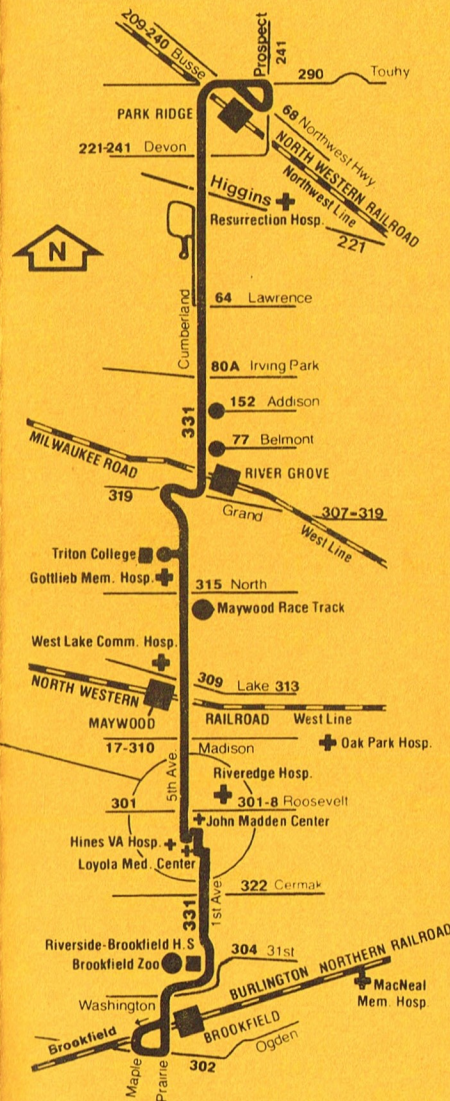 209-240 Busse
Prospect
241
290 Touhy
PARK RIDGE
68 Northwest Hwy
NORTH WESTERN RAILROAD
Northwest Line
221-241 Devon
Higgins
Resurrection Hosp.
221
N
64 Lawrence
Cumberland
80A Irving Park
331
152 Addison
77 Belmont
MILWAUKEE ROAD
RIVER GROVE
319
Grand
307-319
West Line
Triton College
Gottlieb Mem. Hosp.
315 North
Maywood Race Track
West Lake Comm. Hosp.
309 Lake 313
NORTH WESTERN
MAYWOOD
RAILROAD West Line
17-310
Madison
Oak Park Hosp.
5th Ave.
Riveredge Hosp.
301
301-8 Roosevelt
John Madden Center
Hines VA Hosp.
Loyola Med. Center
322 Cermak
331
1st Ave
Riverside-Brookfield H.S
Brookfield Zoo
304 31st
BURLINGTON NORTHERN RAILROAD
MacNeal
Mem. Hosp.
Washington
BROOKFIELD
Brookfield
Ogden
302
Maple
Prairie